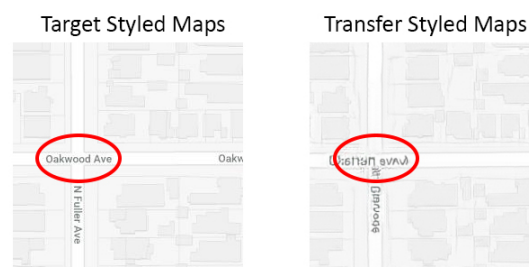 Target Styled Maps
Transfer Styled Maps
Oakwood Ave
Oakw
N Fuller Ave